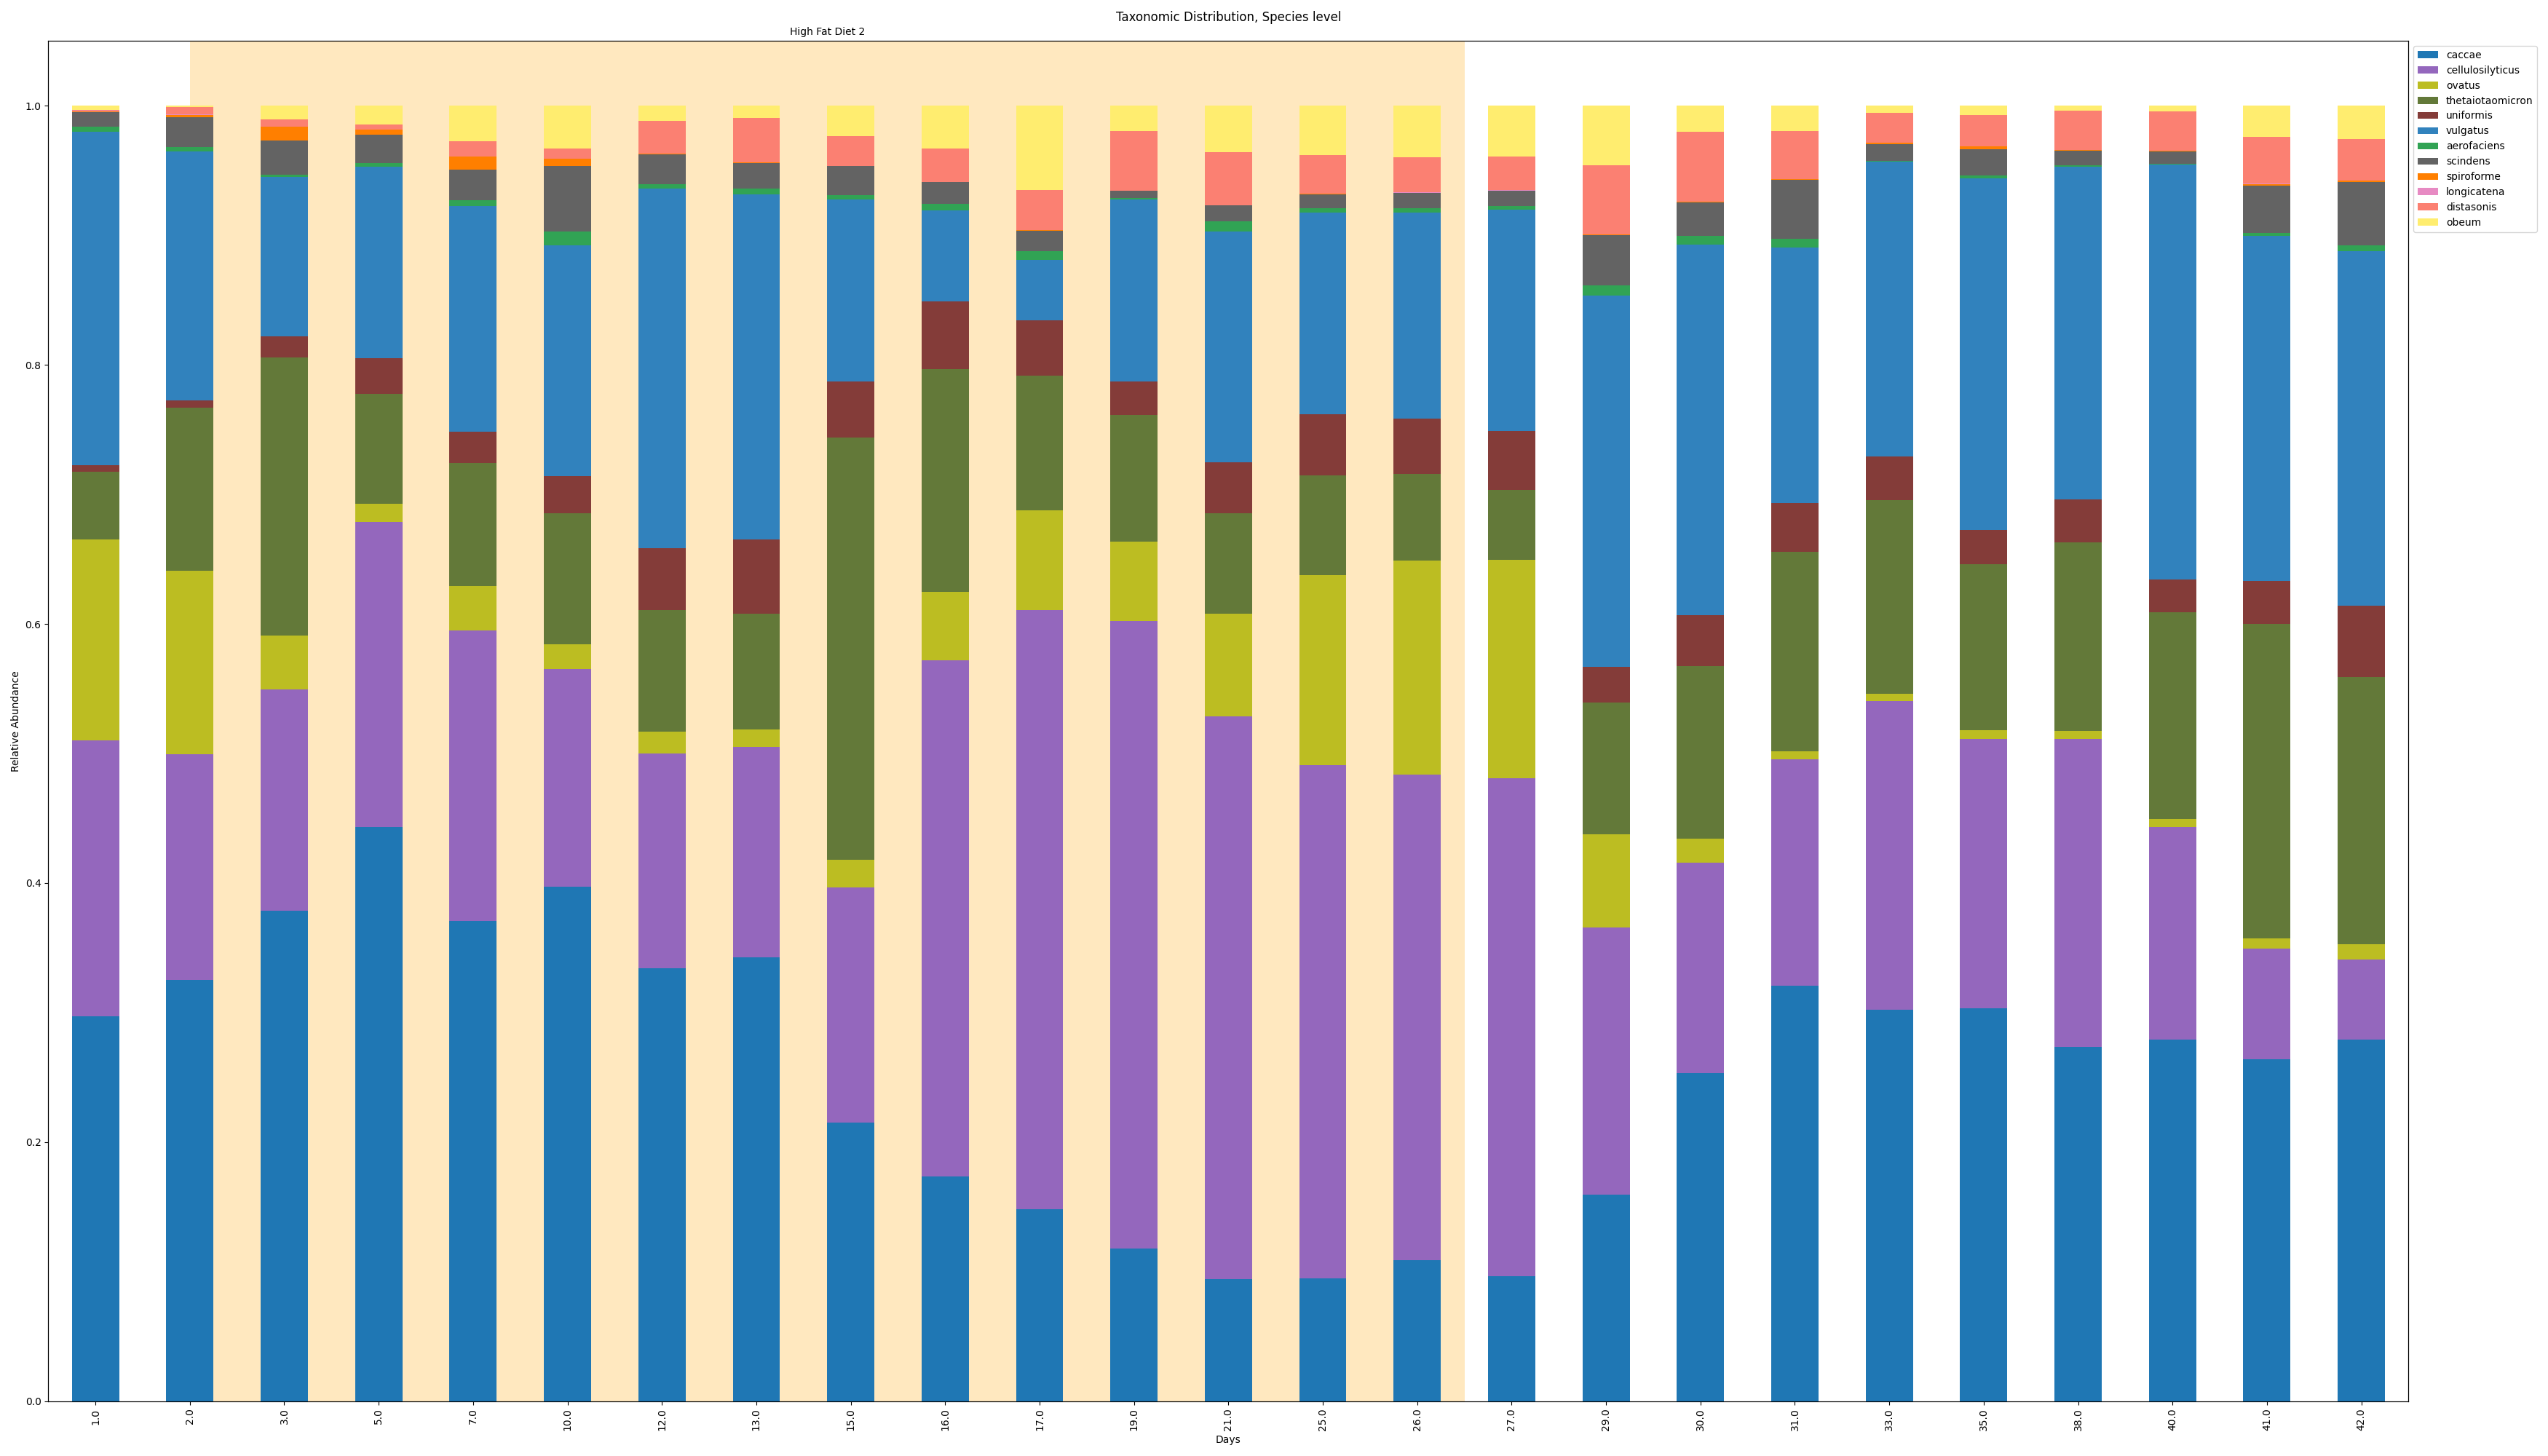 Taxonomic Distribution, Species level
High Fat Diet 2
caccae
cellulosilyticus
ovatus
thetaiotaomicron
uniformis
vulgatus
aerofaciens
scindens
spiroforme
longicatena
distasonis
obeum
Relative Abundance
1.0
0.8
0.6
0.4
0.2
0.0
1.0 2.0 3.0 5.0 7.0 10.0 12.0 13.0 15.0 16.0 17.0 19.0 21.0 25.0 26.0 27.0 29.0 30.0 31.0 33.0 35.0 38.0 40.0 41.0 42.0
Days